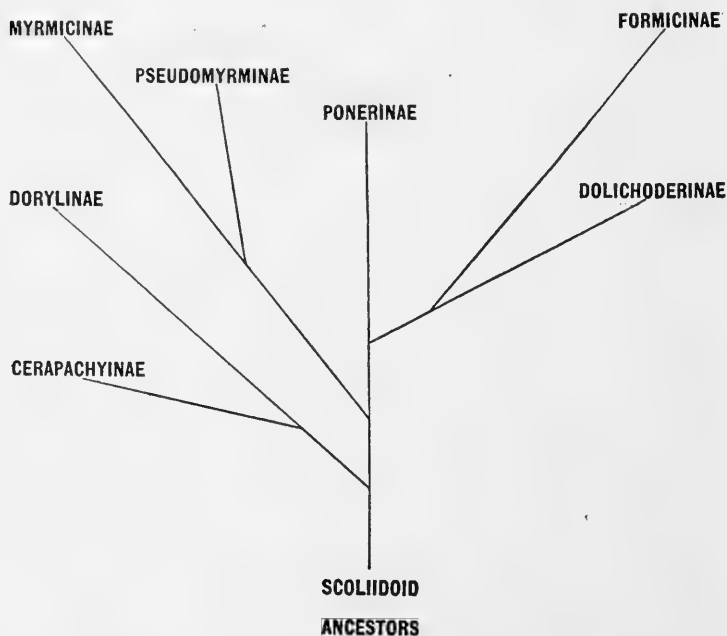 FORMICINAE
MYRMICINAE
PSEUDOMYRMINAE
PONERINAE
DORYLINAE
DOLICHODERINAE
CERAPACHYINAE
SCOLIIDOID
ANCESTORS